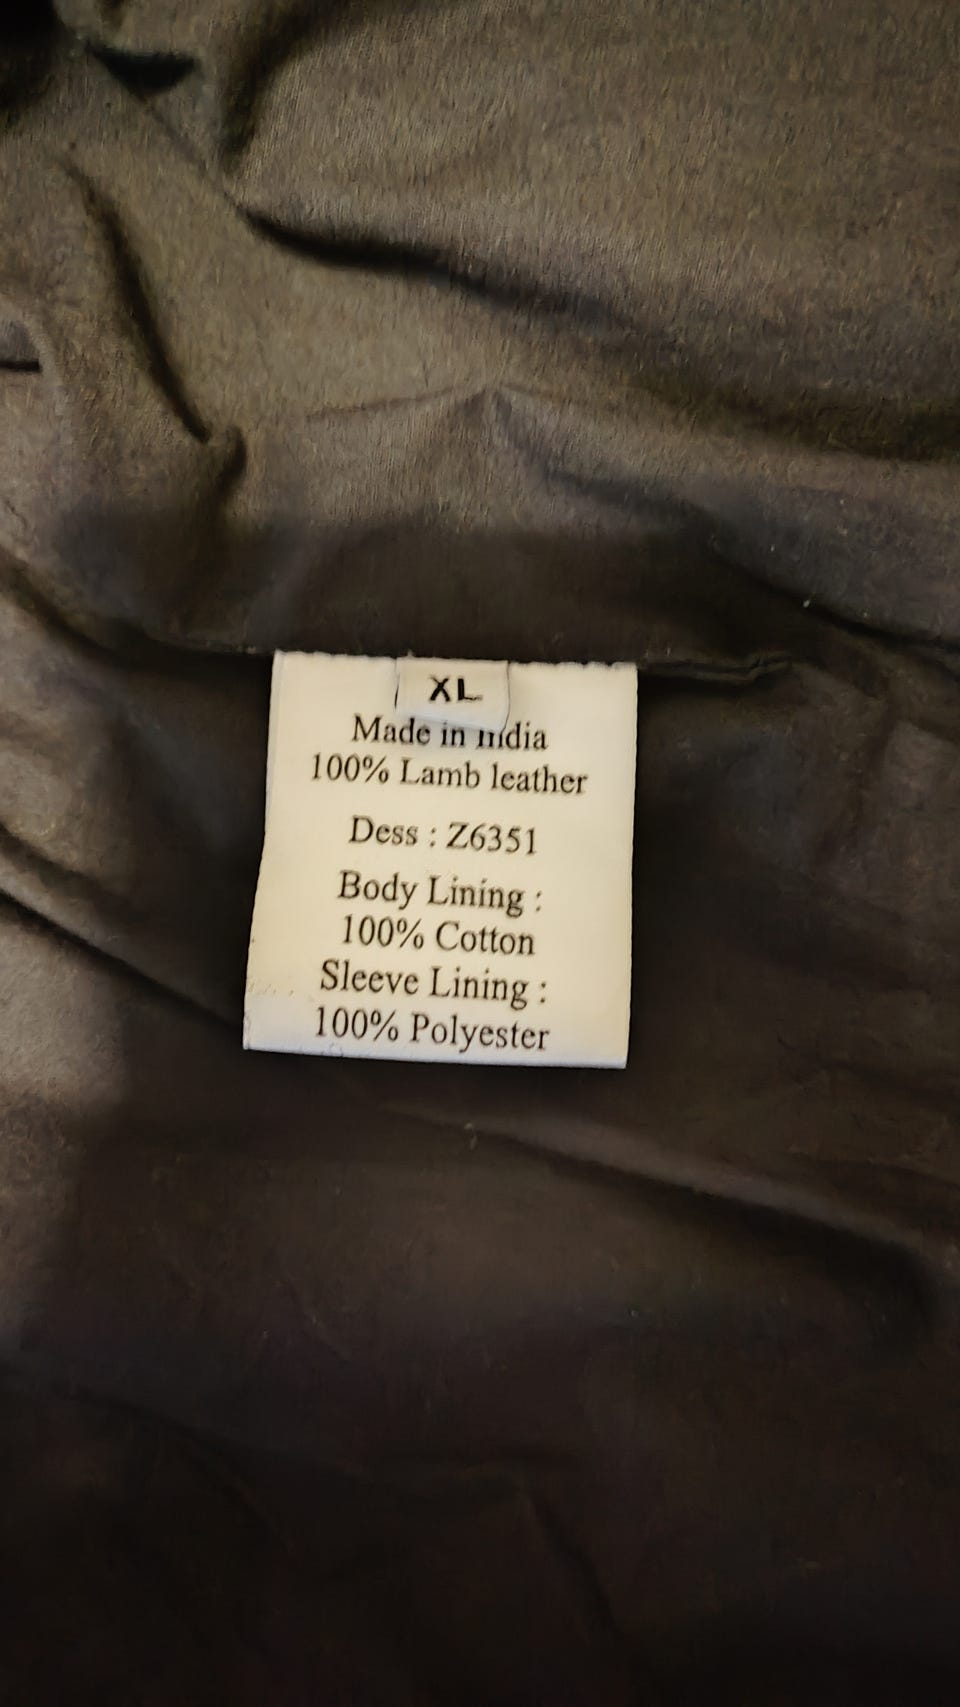 XL
Made in India
100% Lamb leather
Dess : Z6351
Body Lining :
100% Cotton
Sleeve Lining :
100% Polyester